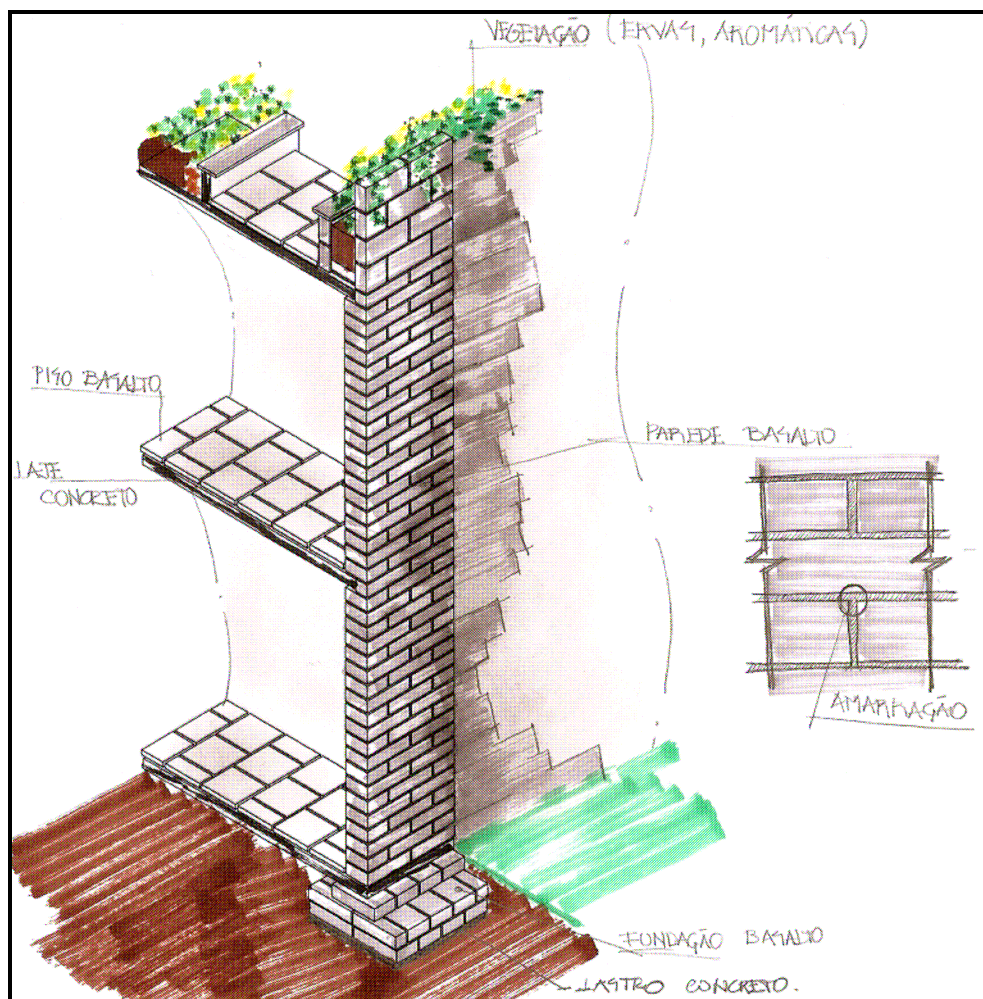 VEGETAÇÃO (ERVAS, AROMÁTICAS)
PISO BASALTO
LAJE
CONCRETO
PAREDE BASALTO
AMARRAÇÃO
FUNDAÇÃO BASALTO
LASTRO CONCRETO.